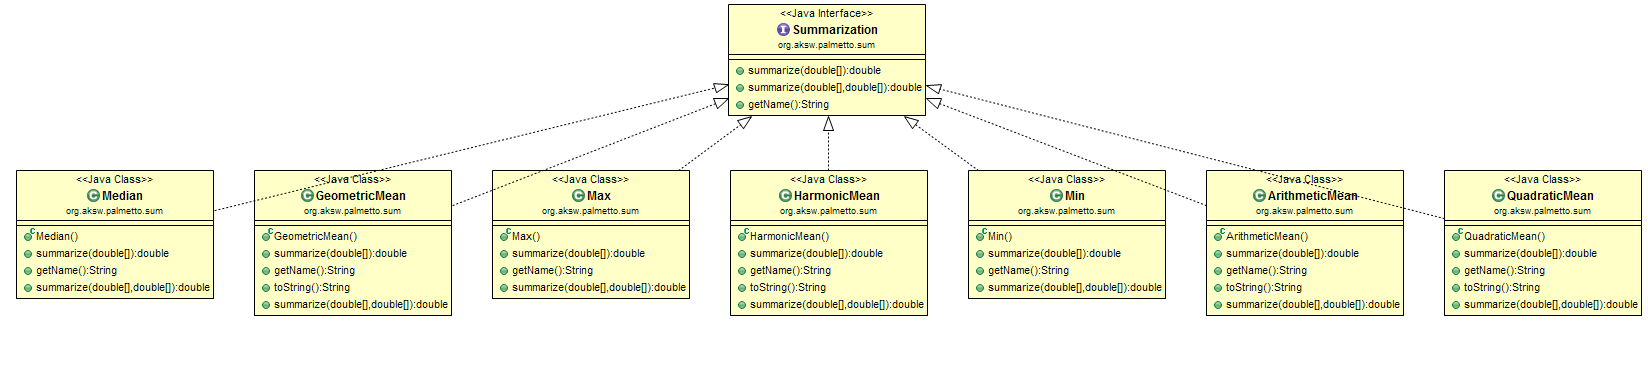 <<Java Interface>>
Summarization
org.aksw.palmetto.sum
summarize(double[]):double
summarize(double[],double[]):double
getName():String
<<Java Class>>
Median
org.aksw.palmetto.sum
Median()
summarize(double[]):double
getName():String
summarize(double[],double[]):double
<<Java Class>>
GeometricMean
org.aksw.palmetto.sum
GeometricMean()
summarize(double[]):double
getName():String
toString():String
summarize(double[],double[]):double
<<Java Class>>
Max
org.aksw.palmetto.sum
Max()
summarize(double[]):double
getName():String
summarize(double[],double[]):double
<<Java Class>>
HarmonicMean
org.aksw.palmetto.sum
HarmonicMean()
summarize(double[]):double
getName():String
toString():String
summarize(double[],double[]):double
<<Java Class>>
Min
org.aksw.palmetto.sum
Min()
summarize(double[]):double
getName():String
summarize(double[],double[]):double
<<Java Class>>
ArithmeticMean
org.aksw.palmetto.sum
ArithmeticMean()
summarize(double[]):double
getName():String
toString():String
summarize(double[],double[]):double
<<Java Class>>
QuadraticMean
org.aksw.palmetto.sum
QuadraticMean()
summarize(double[]):double
getName():String
toString():String
summarize(double[],double[]):double